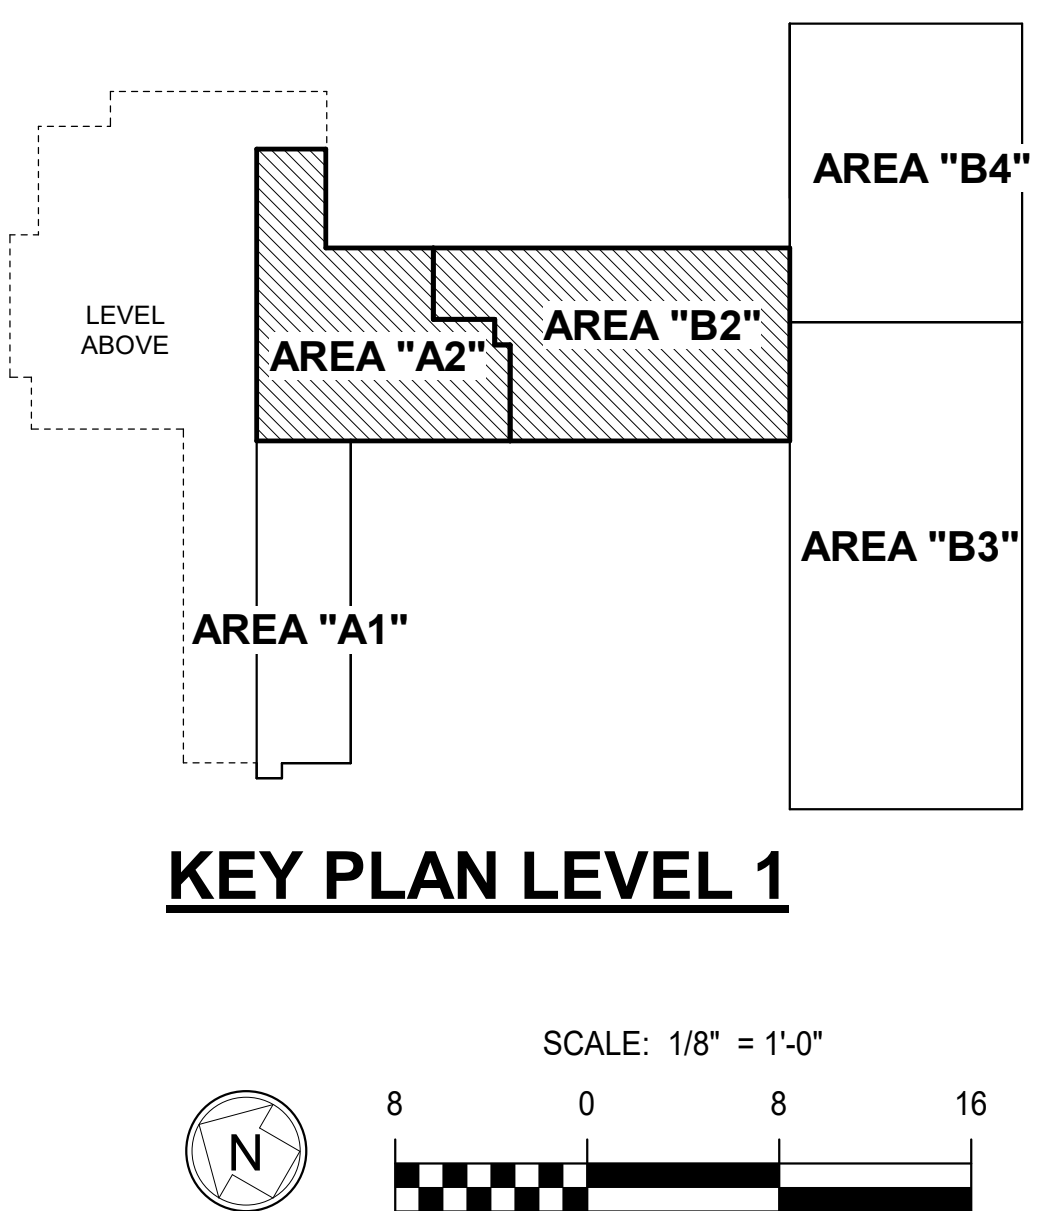 AREA "B4"
LEVEL
ABOVE
AREA "B2"
AREA "A2"
AREA "B3"
AREA "A1"
KEY PLAN LEVEL 1
SCALE: 1/8" = 1'-0"
8 0 8 16
N